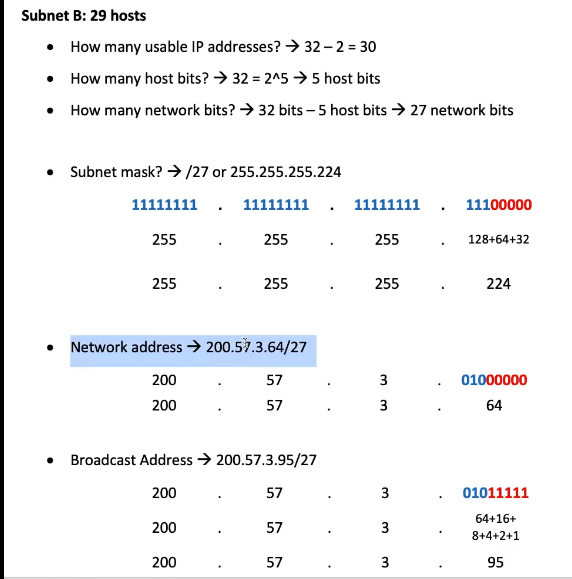 Subnet B: 29 hosts
• How many usable IP addresses? → 32 – 2 = 30
• How many host bits? → 32 = 2^5 → 5 host bits
• How many network bits? → 32 bits – 5 host bits → 27 network bits
• Subnet mask? → /27 or 255.255.255.224
11111111 . 11111111 . 11111111 . 11100000
255 . 255 . 255 . 128+64+32
255 . 255 . 255 . 224
• Network address → 200.57.3.64/27
200 . 57 . 3 . 01000000
200 . 57 . 3 . 64
• Broadcast Address → 200.57.3.95/27
200 . 57 . 3 . 01011111
200 . 57 . 3 . 64+16+
8+4+2+1
200 . 57 . 3 . 95